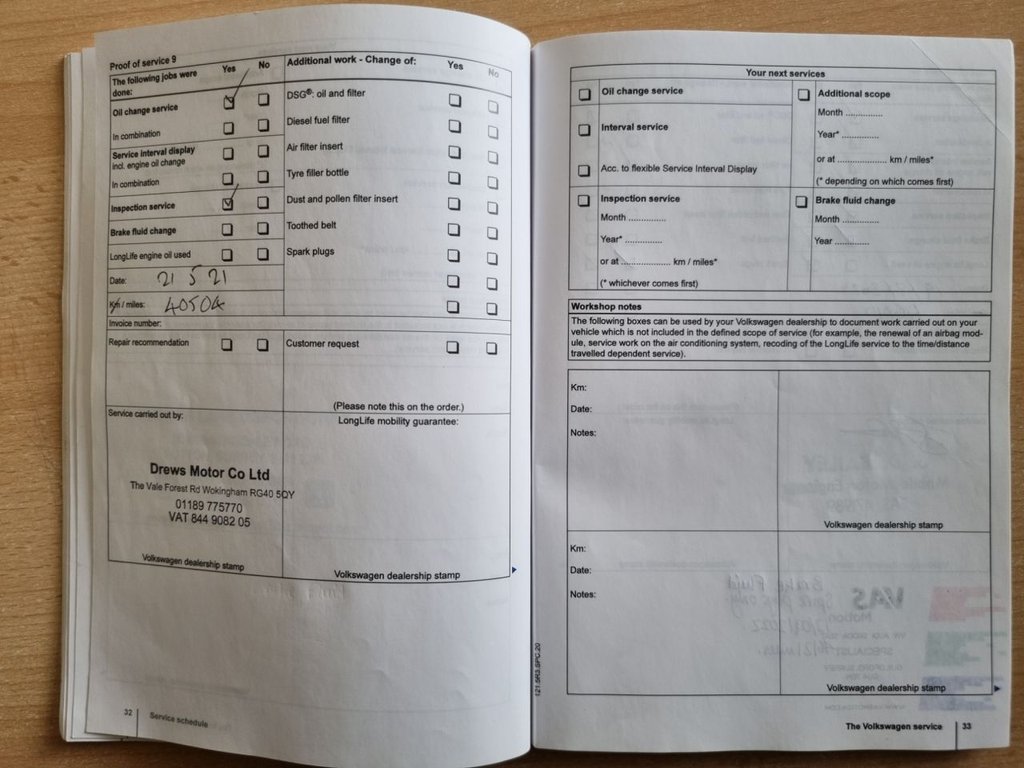 Proof of service 9
The following jobs were done: Yes No
Oil change service
In combination
Service Interval display
incl. engine oil change
In combination
Inspection service
Brake fluid change
LongLife engine oil used
Date: 21 5 21
Km / miles: 40504
Invoice number:
Repair recommendation
Additional work - Change of: Yes No
DSG®: oil and filter
Diesel fuel filter
Air filter insert
Tyre filler bottle
Dust and pollen filter insert
Toothed belt
Spark plugs
Customer request
(Please note this on the order.)
Service carried out by:
Drews Motor Co Ltd
The Vale Forest Rd Wokingham RG40 5QY
01189 775770
VAT 844 9082 05
Volkswagen dealership stamp
LongLife mobility guarantee:
Volkswagen dealership stamp
32 Service schedule
Your next services
Oil change service
Interval service
Acc. to flexible Service Interval Display
Additional scope
Month ..............
Year* ..............
or at .................... km / miles*
(* depending on which comes first)
Inspection service
Month ..............
Year* ..............
or at .................... km / miles*
(* whichever comes first)
Brake fluid change
Month ..............
Year .............
Workshop notes
The following boxes can be used by your Volkswagen dealership to document work carried out on your
vehicle which is not included in the defined scope of service (for example, the renewal of an airbag mod-
ule, service work on the air conditioning system, recoding of the LongLife service to the time/distance
travelled dependent service).
Km:
Date:
Notes:
Volkswagen dealership stamp
Km:
Date:
Notes:
Volkswagen dealership stamp
121.5R3.SPC.20
The Volkswagen service 33